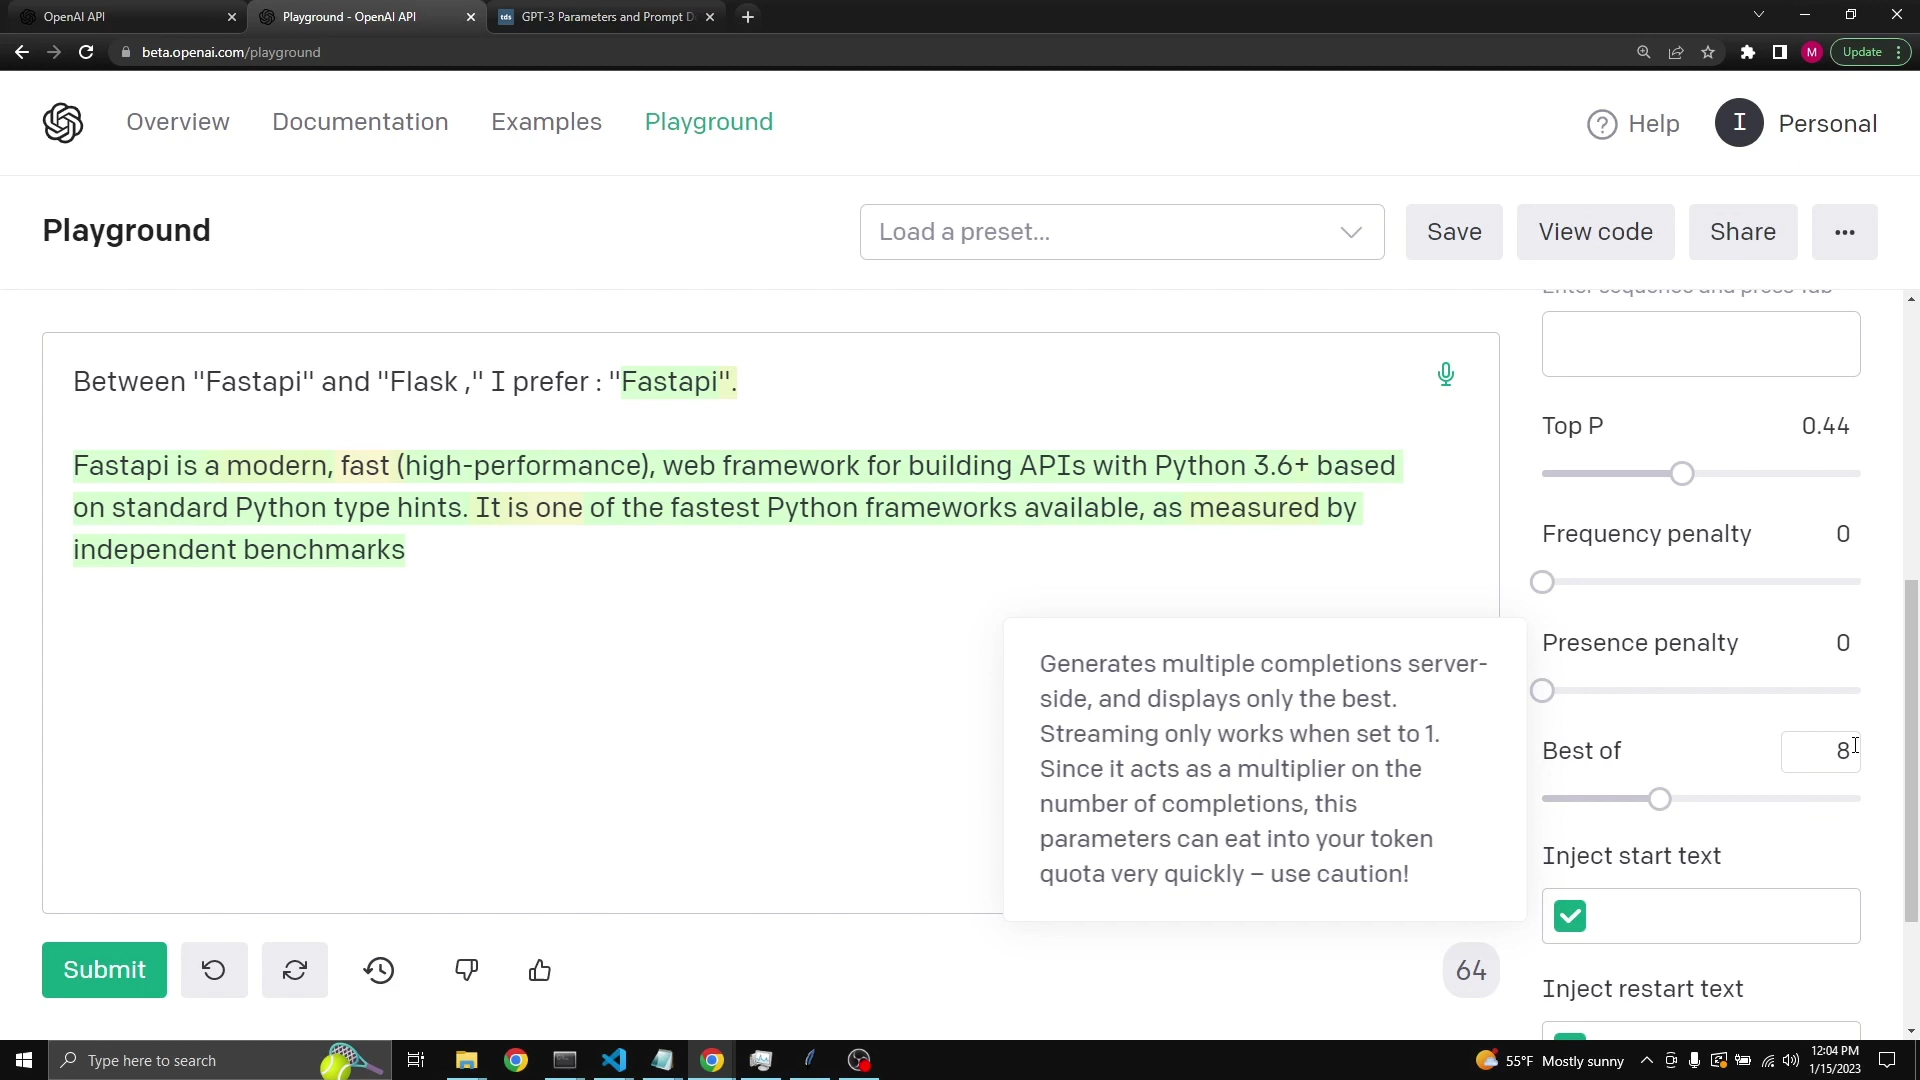 OpenAI API
Playground - OpenAI API
tds
GPT-3 Parameters and Prompt D
beta.openai.com/playground
M
Update
Overview
Documentation
Examples
Playground
Help
I
Personal
Playground
Load a preset...
Save
View code
Share
Between "Fastapi" and "Flask ," I prefer : "Fastapi".
Fastapi is a modern, fast (high-performance), web framework for building APIs with Python 3.6+ based
on standard Python type hints. It is one of the fastest Python frameworks available, as measured by
independent benchmarks
Enter sequence and press Tab
Top P 0.44
Frequency penalty 0
Presence penalty 0
Best of 8
Inject start text
Inject restart text
Generates multiple completions server-
side, and displays only the best.
Streaming only works when set to 1.
Since it acts as a multiplier on the
number of completions, this
parameters can eat into your token
quota very quickly – use caution!
Submit
64
Type here to search
55°F Mostly sunny
12:04 PM
1/15/2023